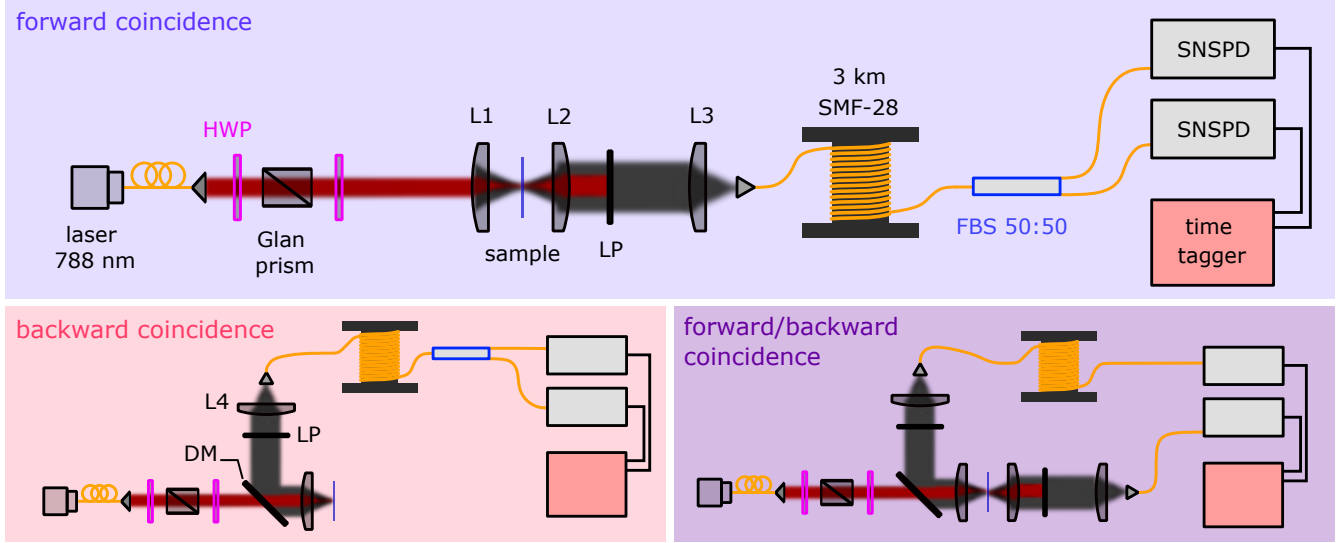 forward coincidence
SNSPD
3 km
SMF-28
L1
L2
L3
HWP
SNSPD
laser
788 nm
Glan
prism
sample
LP
FBS 50:50
time
tagger
backward coincidence
L4
LP
DM
forward/backward
coincidence